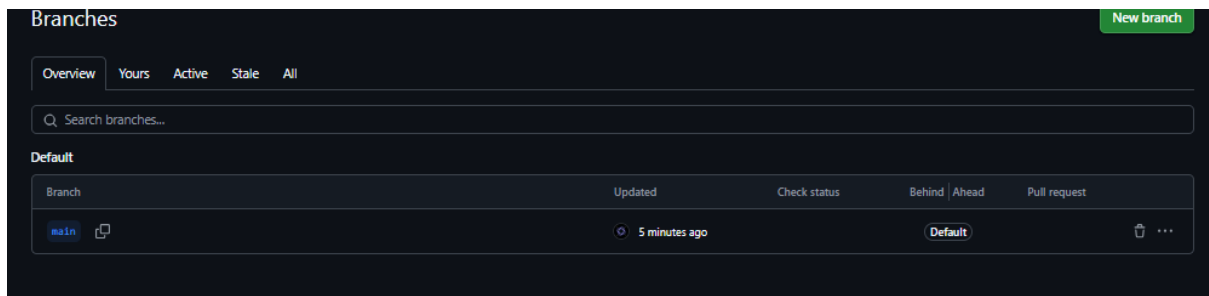 Branches
New branch
Overview Yours Active Stale All
Search branches...
Default
Branch Updated Check status Behind Ahead Pull request
main 5 minutes ago Default